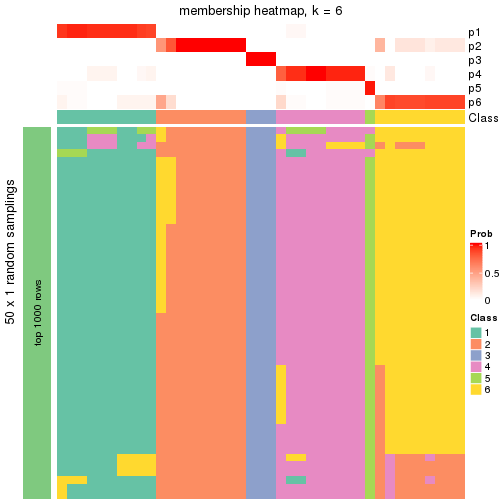 membership heatmap, k = 6
p1
p2
p3
p4
p5
p6
Class
50 x 1 random samplings
top 1000 rows
Prob
1
0.5
0
Class
1
2
3
4
5
6